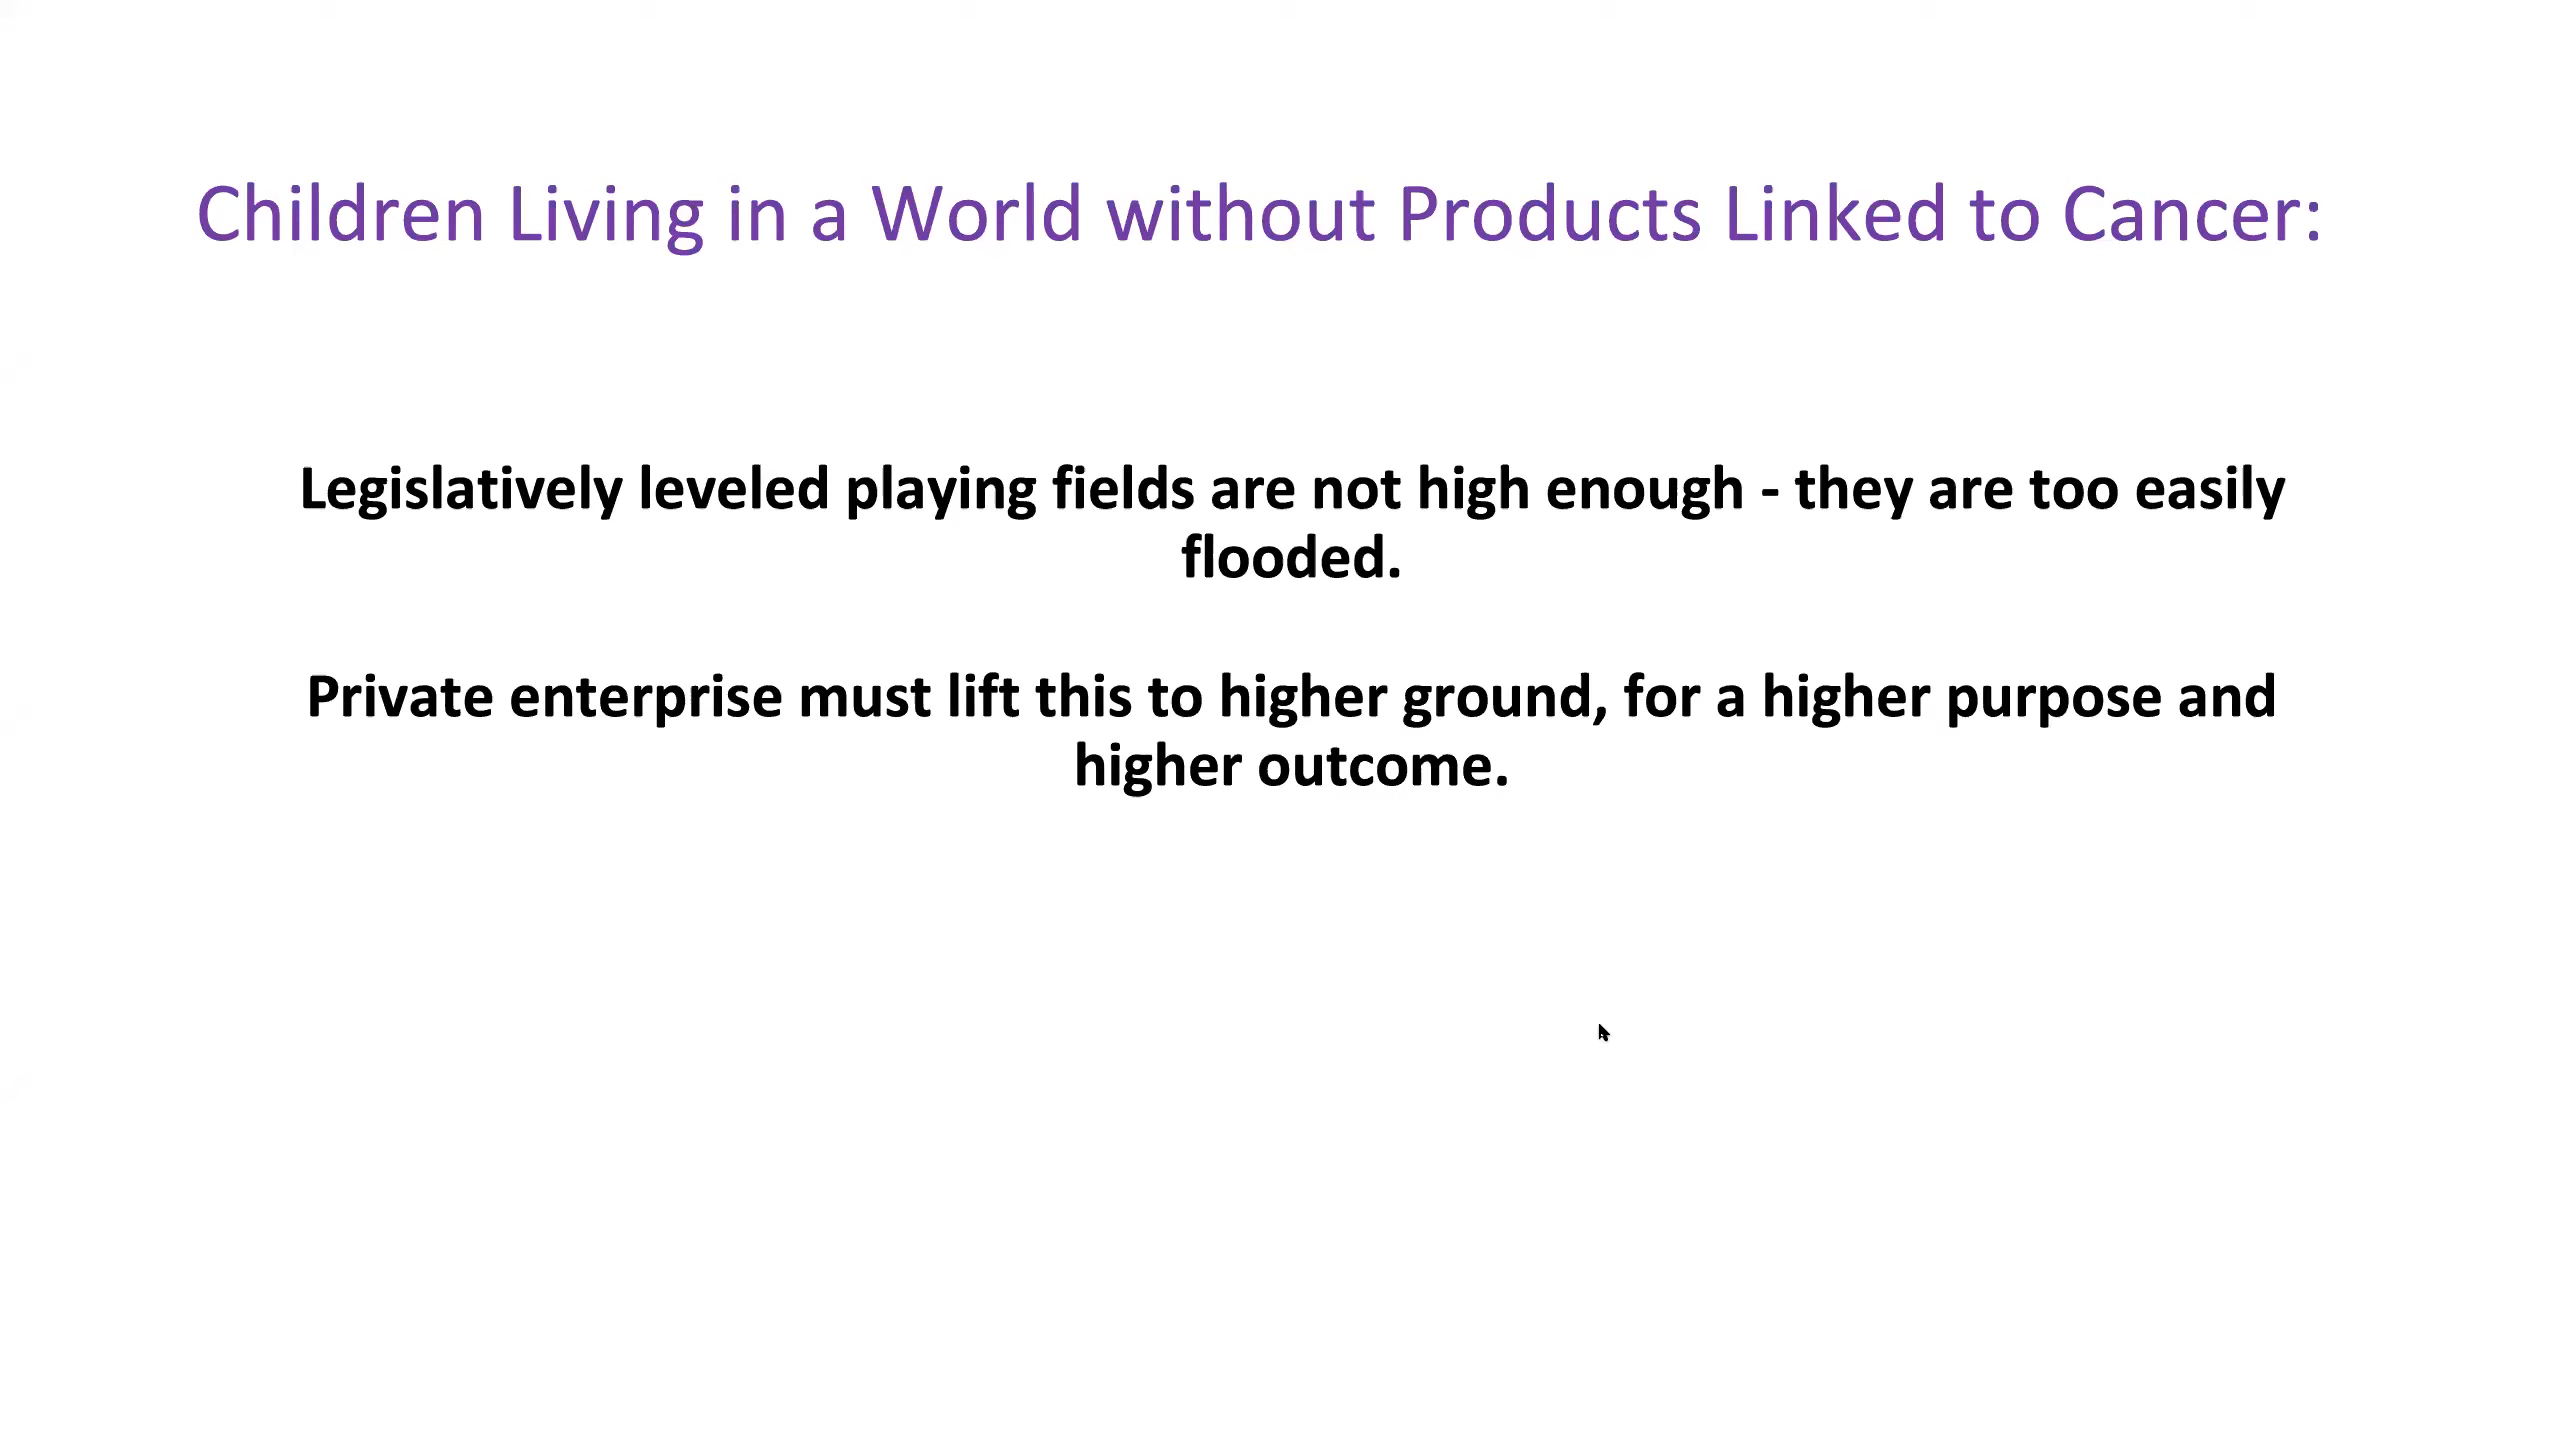 Children Living in a World without Products Linked to Cancer:
Legislatively leveled playing fields are not high enough - they are too easily
flooded.
Private enterprise must lift this to higher ground, for a higher purpose and
higher outcome.